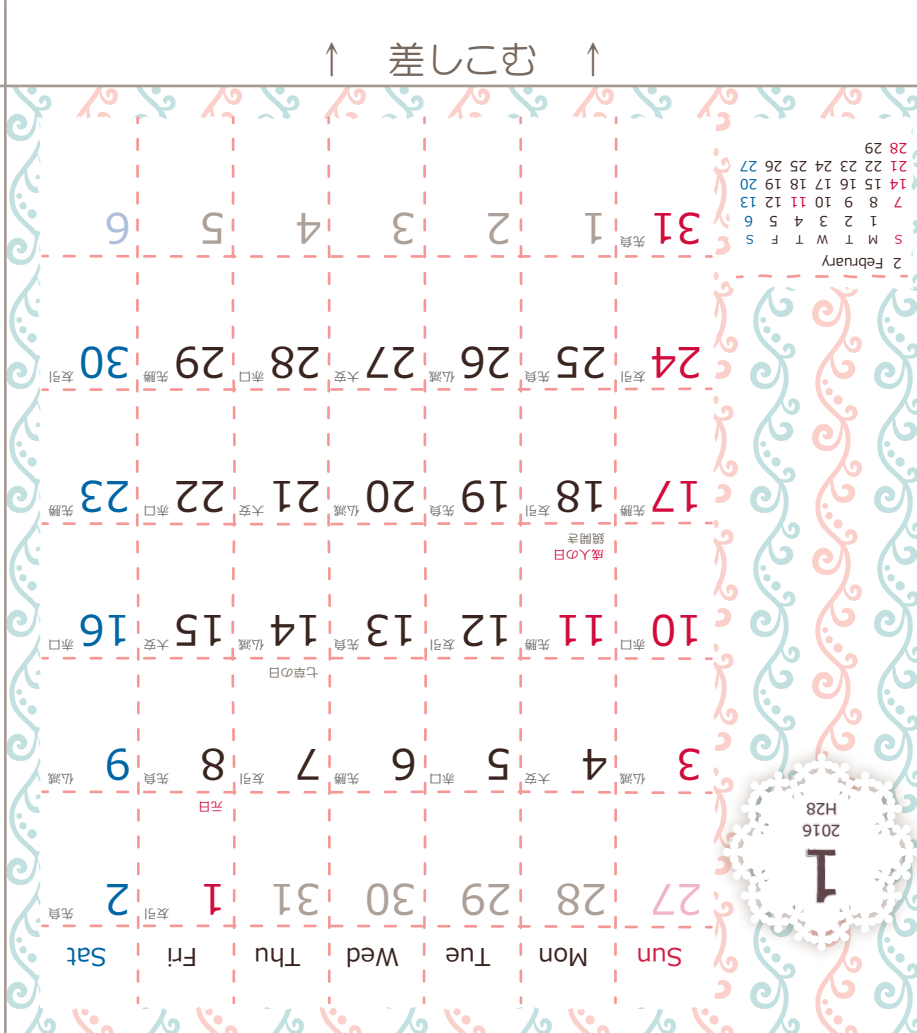 ↑ 差しこむ ↑
1
2016
H28
Sun Mon Tue Wed Thu Fri Sat
27 28 29 30 31 1 友引 2 先負
元日
3 仏滅 4 大安 5 赤口 6 先勝 7 友引 8 先負 9 仏滅
七草の日
10 赤口 11 先勝 12 友引 13 先負 14 仏滅 15 大安 16 赤口
成人の日
鏡開き
17 先勝 18 友引 19 先負 20 仏滅 21 大安 22 赤口 23 先勝
24 友引 25 先負 26 仏滅 27 大安 28 赤口 29 先勝 30 友引
31 先負 1 2 3 4 5 6
2 February
S M T W T F S
1 2 3 4 5 6
7 8 9 10 11 12 13
14 15 16 17 18 19 20
21 22 23 24 25 26 27
28 29